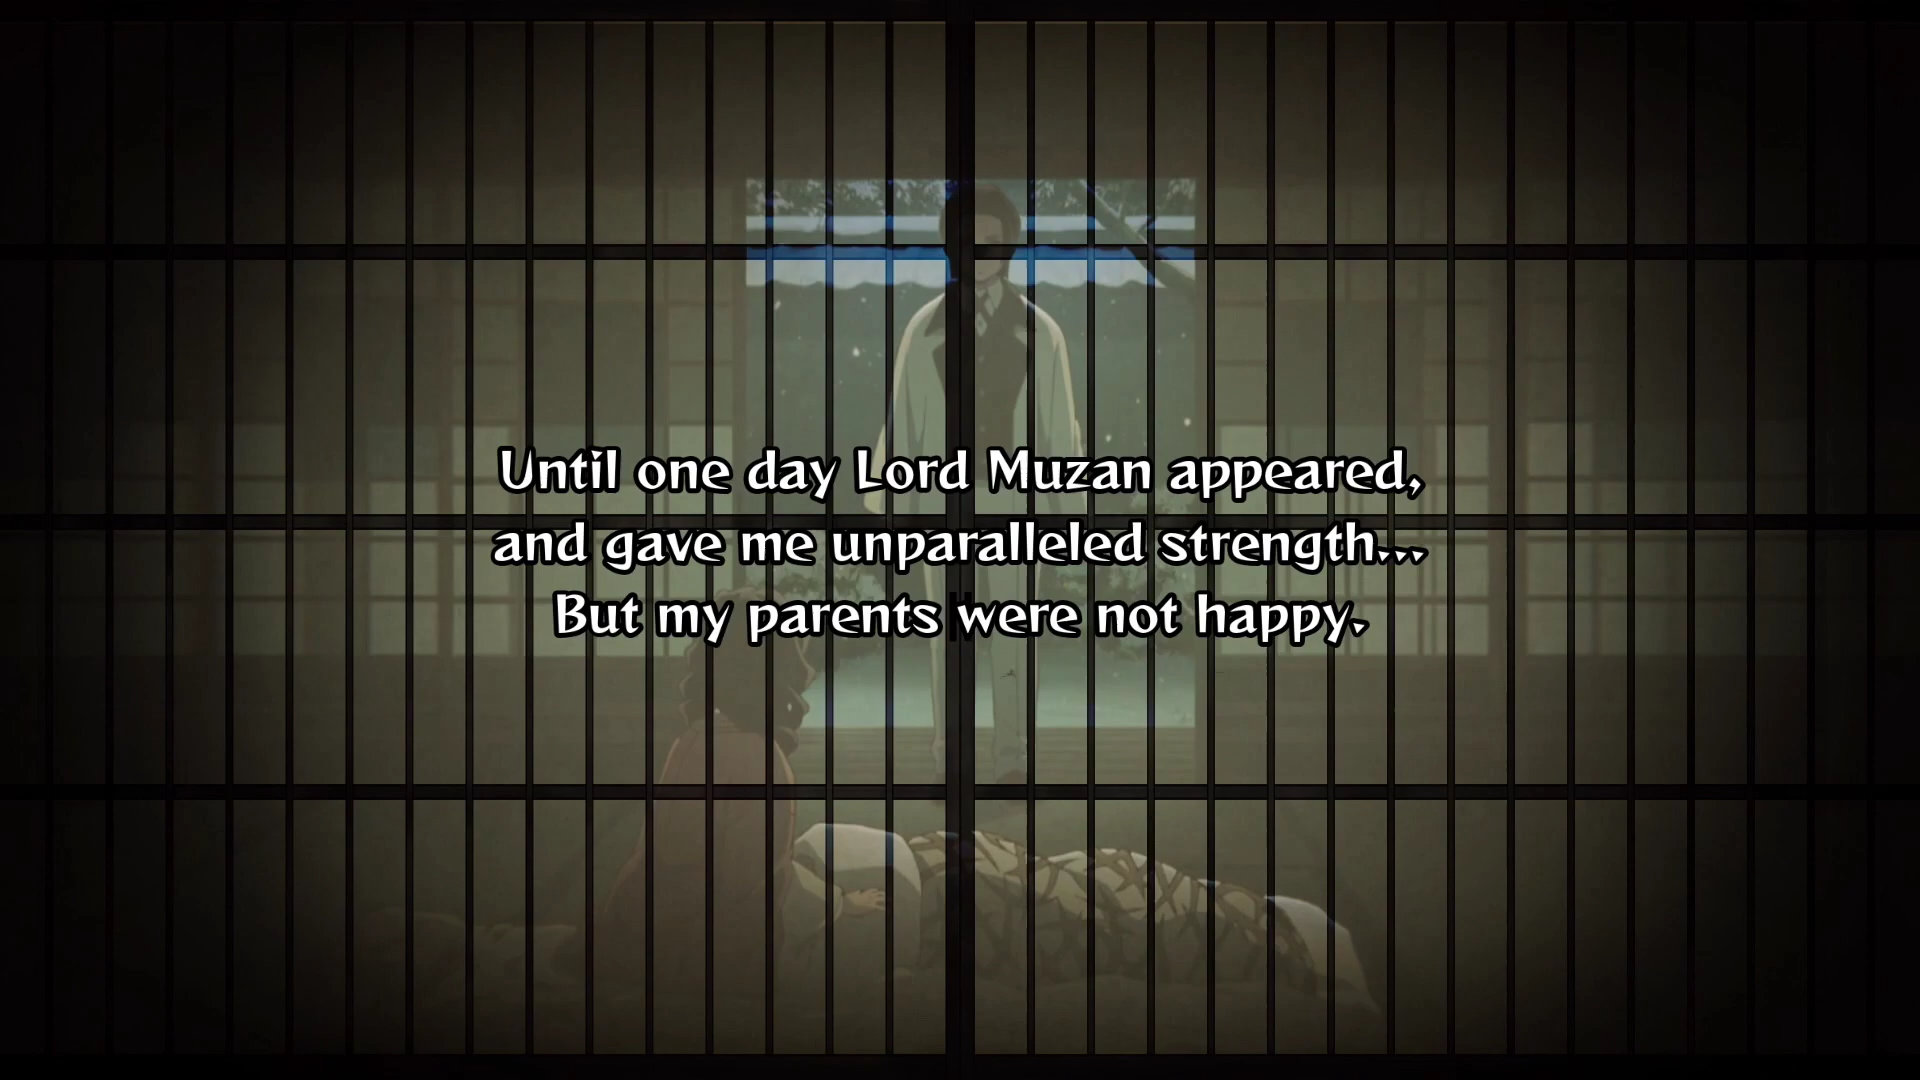 Until one day Lord Muzan appeared,
and gave me unparalleled strength...
But my parents were not happy.